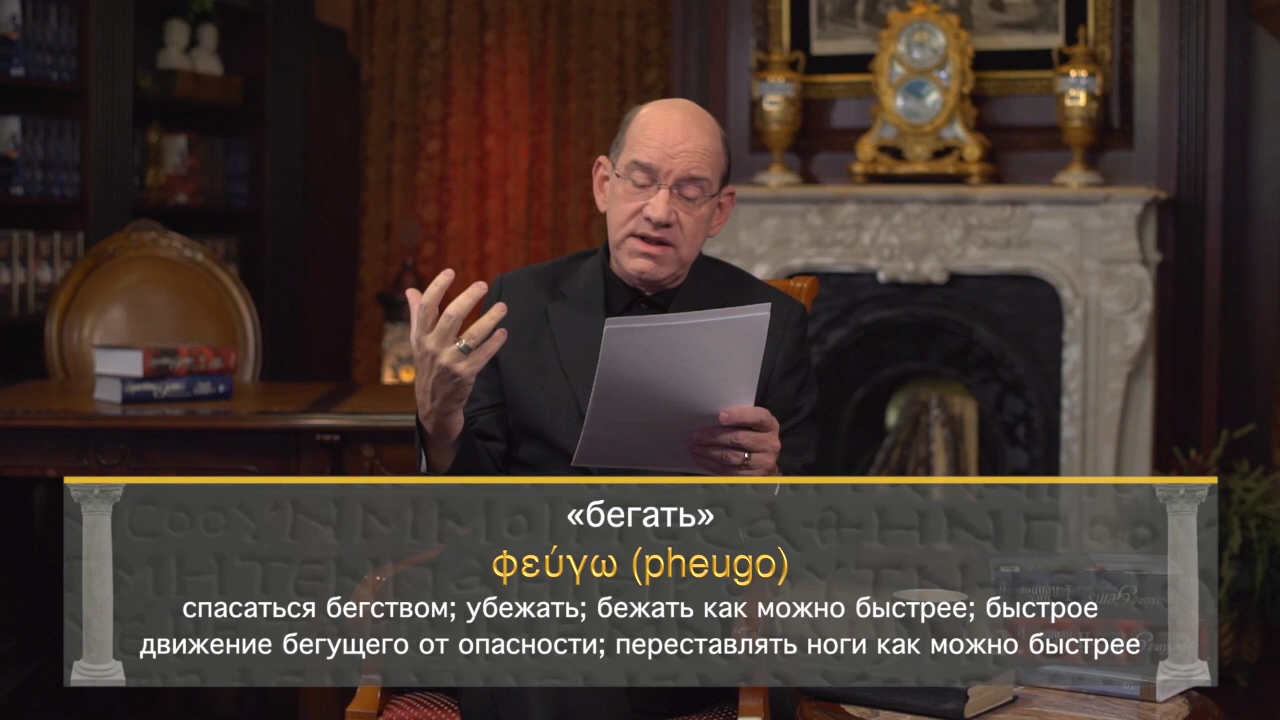 «бегать»
φεύγω (pheugo)
спасаться бегством; убежать; бежать как можно быстрее; быстрое
движение бегущего от опасности; переставлять ноги как можно быстрее